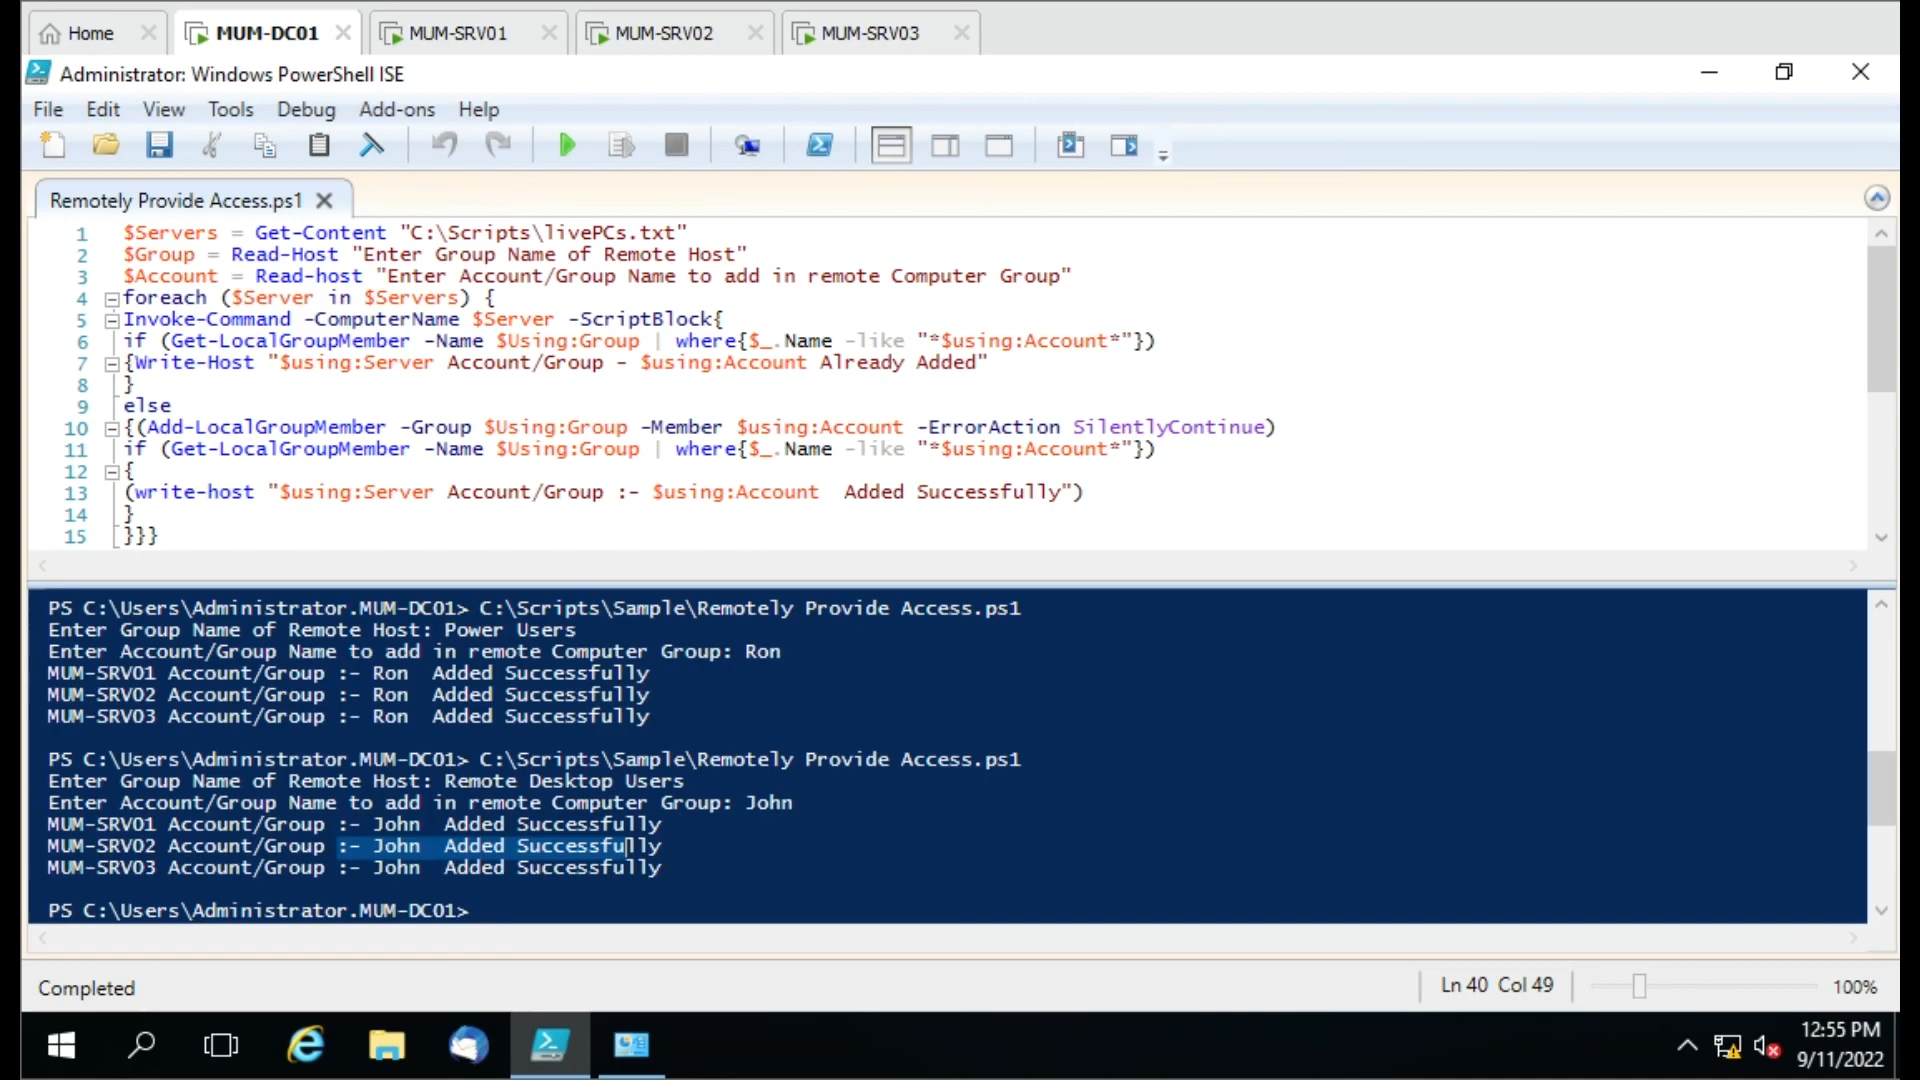 Home
MUM-DC01
MUM-SRV01
MUM-SRV02
MUM-SRV03
Administrator: Windows PowerShell ISE
File Edit View Tools Debug Add-ons Help
Remotely Provide Access.ps1
1 $Servers = Get-Content "C:\Scripts\livePCs.txt"
2 $Group = Read-Host "Enter Group Name of Remote Host"
3 $Account = Read-host "Enter Account/Group Name to add in remote Computer Group"
4 foreach ($Server in $Servers) {
5 Invoke-Command -ComputerName $Server -ScriptBlock{
6 if (Get-LocalGroupMember -Name $Using:Group | where{$_.Name -like "*$using:Account*"})
7 {Write-Host "$using:Server Account/Group - $using:Account Already Added"
8 }
9 else
10 {(Add-LocalGroupMember -Group $Using:Group -Member $using:Account -ErrorAction SilentlyContinue)
11 if (Get-LocalGroupMember -Name $Using:Group | where{$_.Name -like "*$using:Account*"})
12 {
13 (write-host "$using:Server Account/Group :- $using:Account  Added Successfully")
14 }
15 }}}
PS C:\Users\Administrator.MUM-DC01> C:\Scripts\Sample\Remotely Provide Access.ps1
Enter Group Name of Remote Host: Power Users
Enter Account/Group Name to add in remote Computer Group: Ron
MUM-SRV01 Account/Group :- Ron  Added Successfully
MUM-SRV02 Account/Group :- Ron  Added Successfully
MUM-SRV03 Account/Group :- Ron  Added Successfully
PS C:\Users\Administrator.MUM-DC01> C:\Scripts\Sample\Remotely Provide Access.ps1
Enter Group Name of Remote Host: Remote Desktop Users
Enter Account/Group Name to add in remote Computer Group: John
MUM-SRV01 Account/Group :- John  Added Successfully
MUM-SRV02 Account/Group :- John  Added Successfully
MUM-SRV03 Account/Group :- John  Added Successfully
PS C:\Users\Administrator.MUM-DC01>
Completed
Ln 40 Col 49
100%
12:55 PM
9/11/2022